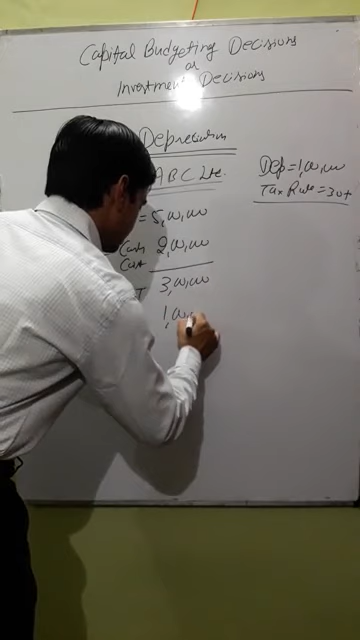 Capital Budgeting Decisions
or
Investment Decisions
Depreciation
ABC Ltd.
Dep = 1,00,000
Tax Rate = 30%
= 5,00,000
Cash Cost 2,00,000
T 3,00,000
1,00,